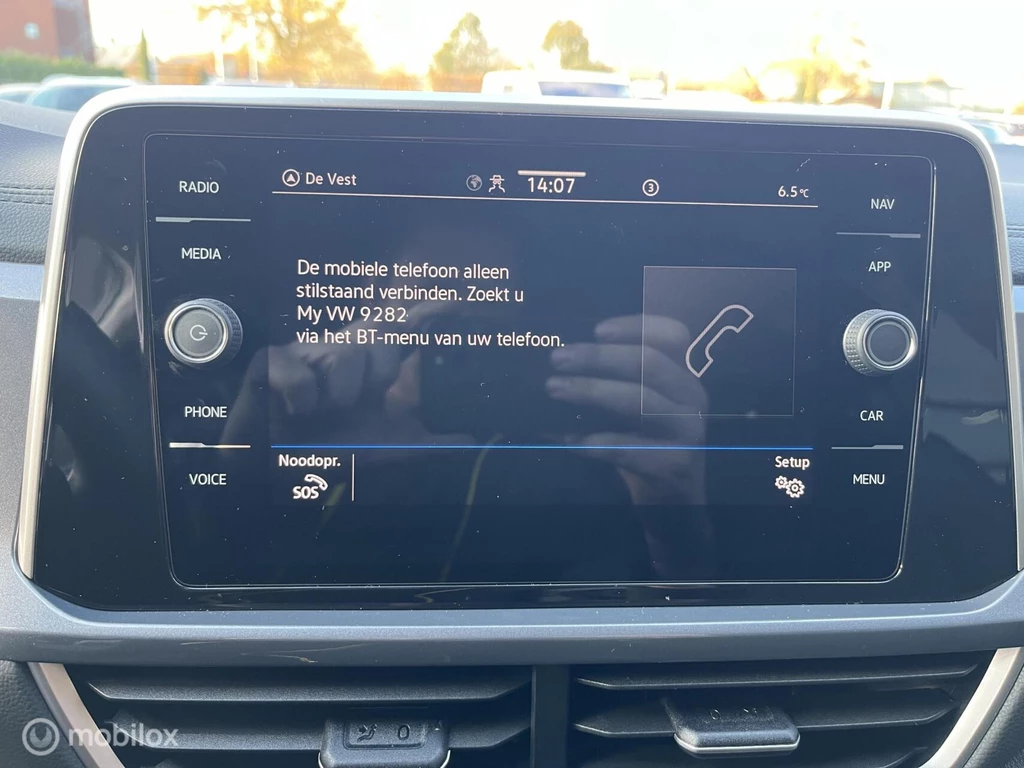 RADIO
MEDIA
PHONE
VOICE
De Vest
14:07
3
6.5°C
De mobiele telefoon alleen
stilstaand verbinden. Zoekt u
My VW 9282
via het BT-menu van uw telefoon.
Noodopr.
SOS
Setup
NAV
APP
CAR
MENU
0
mobilox